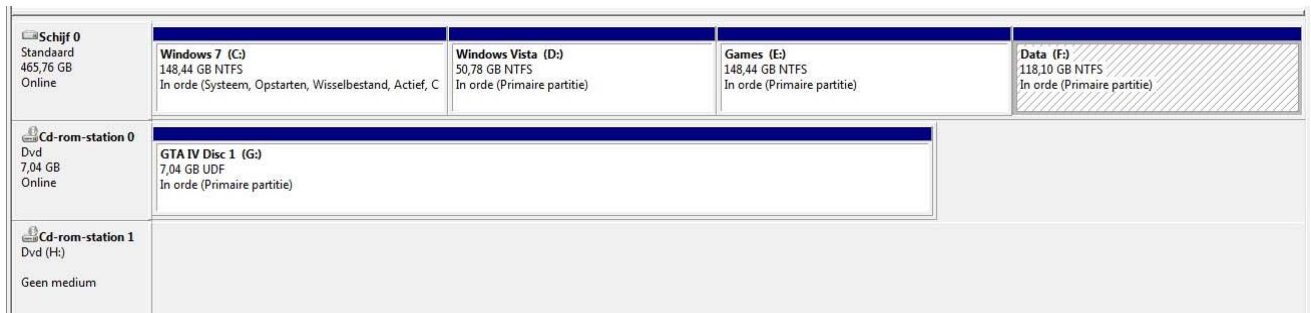 Schijf 0
Standaard
465,76 GB
Online
Windows 7 (C:)
148,44 GB NTFS
In orde (Systeem, Opstarten, Wisselbestand, Actief, C
Windows Vista (D:)
50,78 GB NTFS
In orde (Primaire partitie)
Games (E:)
148,44 GB NTFS
In orde (Primaire partitie)
Data (F:)
118,10 GB NTFS
In orde (Primaire partitie)
Cd-rom-station 0
Dvd
7,04 GB
Online
GTA IV Disc 1 (G:)
7,04 GB UDF
In orde (Primaire partitie)
Cd-rom-station 1
Dvd (H:)
Geen medium